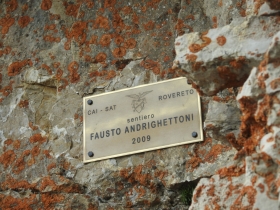 CAI - SAT ROVERETO
sentiero
FAUSTO ANDRIGHETTONI
2009